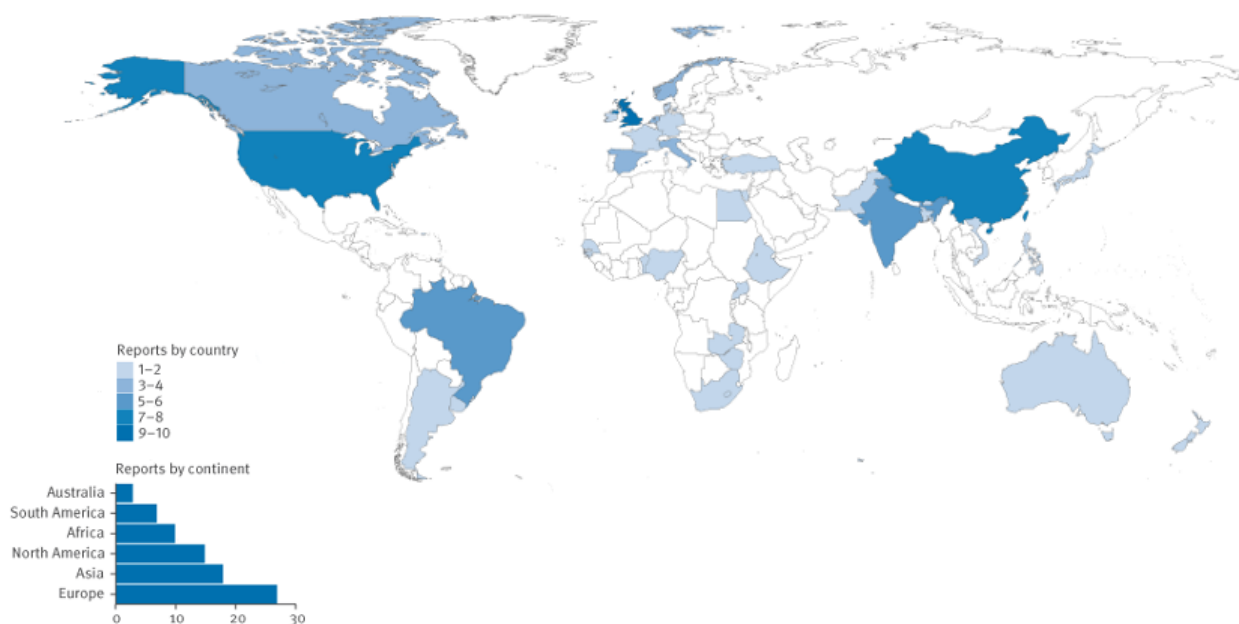 Reports by country
1–2
3–4
5–6
7–8
9–10
Reports by continent
Australia
South America
Africa
North America
Asia
Europe
0 10 20 30